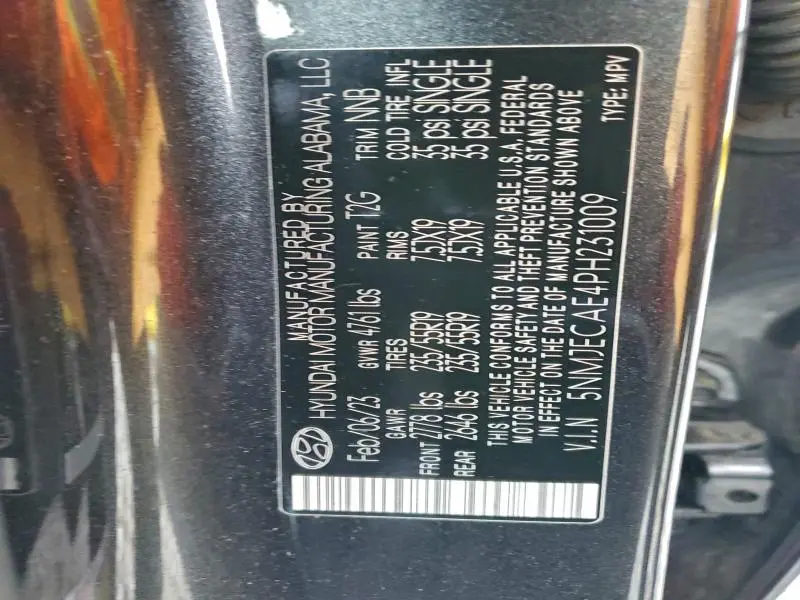 MANUFACTURED BY
HYUNDAI MOTOR MANUFACTURING ALABAMA, LLC
Feb/06/23 GVWR 4761 lbs PAINT T2G TRIM NNB
GAWR TIRES RIMS COLD TIRE INFL
FRONT 2778 lbs 235/55R19 7.5JX19 35 psi SINGLE
REAR 2646 lbs 235/55R19 7.5JX19 35 psi SINGLE
THIS VEHICLE CONFORMS TO ALL APPLICABLE U.S.A. FEDERAL
MOTOR VEHICLE SAFETY AND THEFT PREVENTION STANDARDS
IN EFFECT ON THE DATE OF MANUFACTURE SHOWN ABOVE
V.I.N 5NMJECAE4PH231009
TYPE: MPV